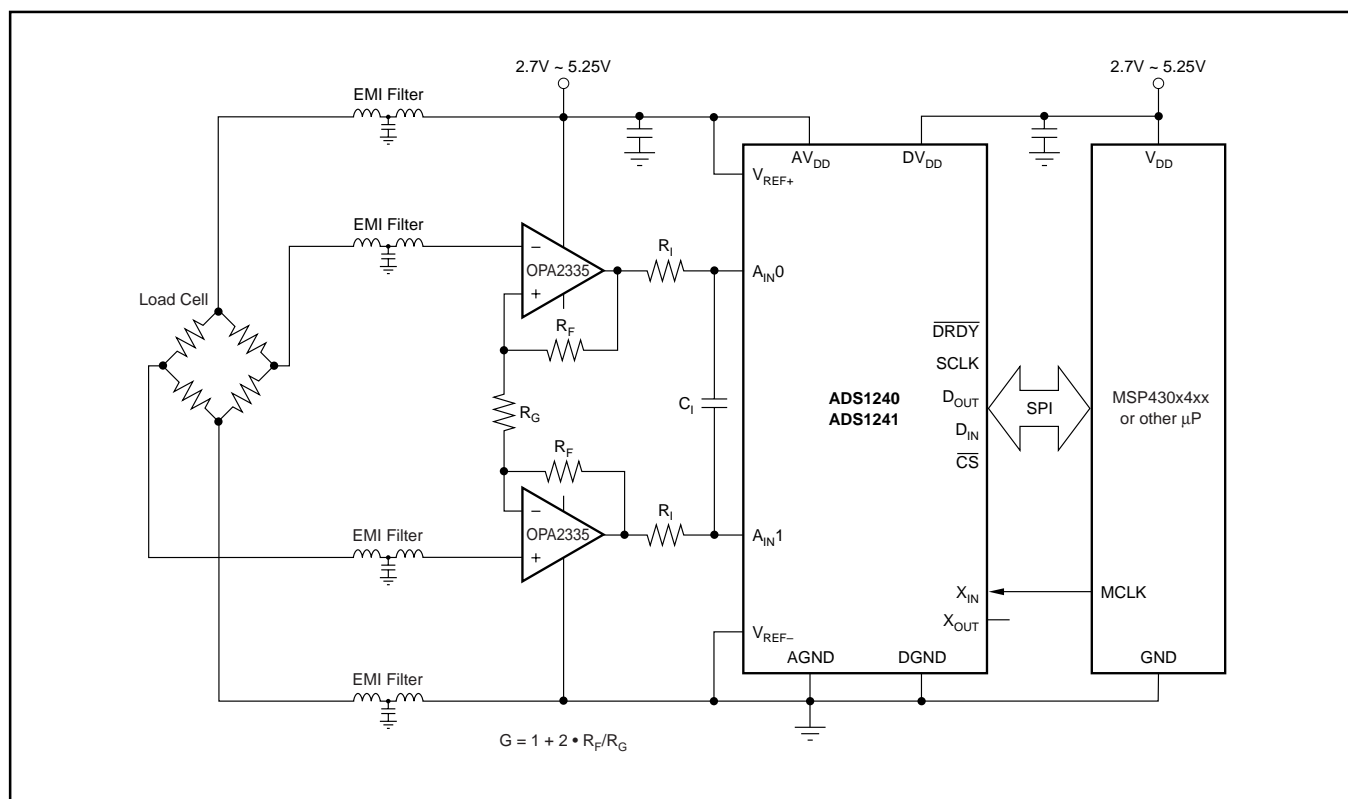 2.7V ~ 5.25V
2.7V ~ 5.25V
EMI Filter
AVDD
DVDD
VDD
VREF+
EMI Filter
−
OPA2335
+
RI
AIN0
Load Cell
RF
DRDY
SCLK
RG
CI
ADS1240
ADS1241
DOUT
SPI
MSP430x4xx
or other µP
DIN
CS
RF
−
OPA2335
+
RI
AIN1
EMI Filter
XIN
MCLK
XOUT
VREF−
AGND
DGND
GND
EMI Filter
G = 1 + 2 • RF/RG